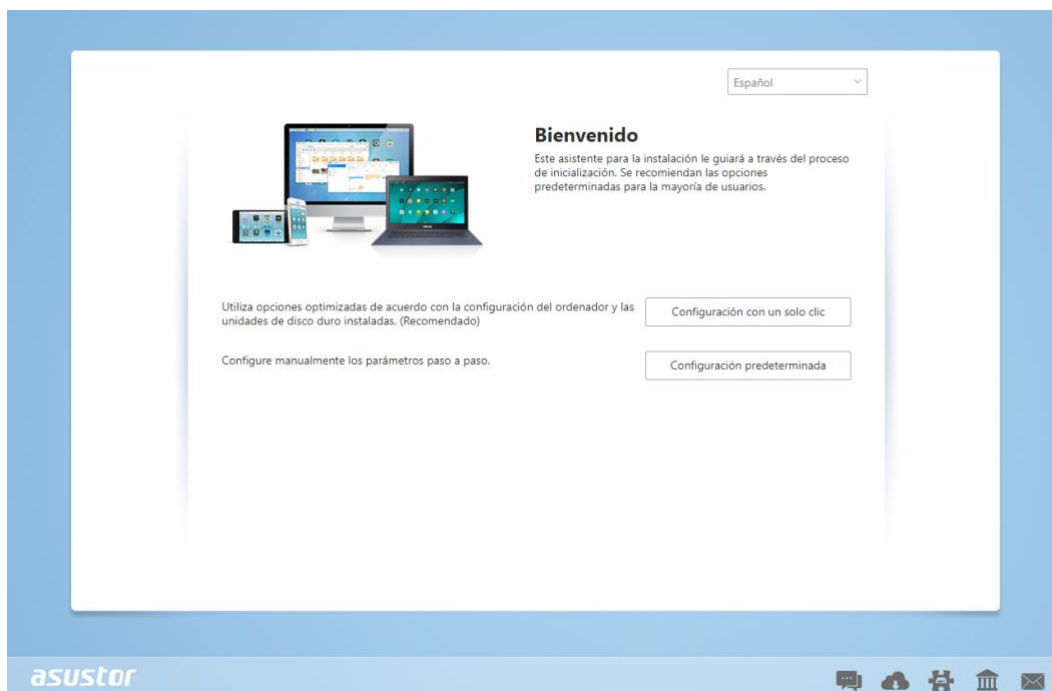 Español
Bienvenido
Este asistente para la instalación le guiará a través del proceso
de inicialización. Se recomiendan las opciones
predeterminadas para la mayoría de usuarios.
Utiliza opciones optimizadas de acuerdo con la configuración del ordenador y las
unidades de disco duro instaladas. (Recomendado)
Configuración con un solo clic
Configure manualmente los parámetros paso a paso.
Configuración predeterminada
asustor